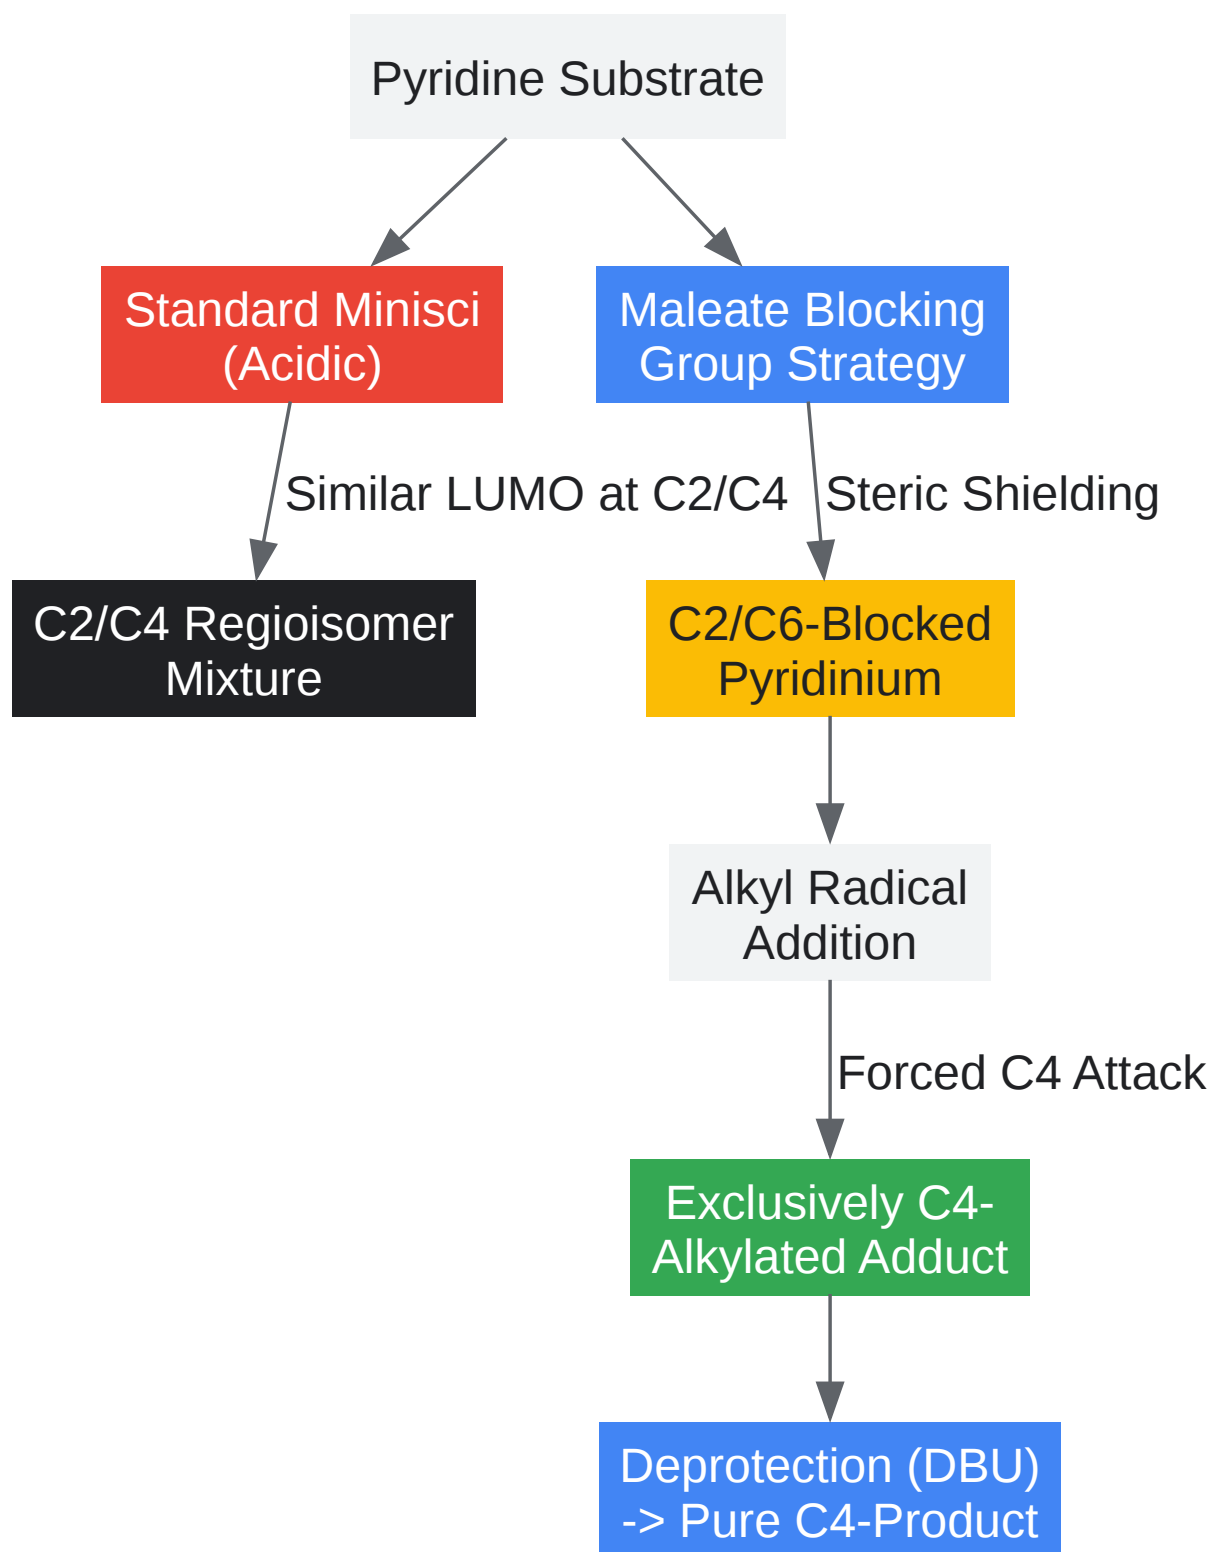 Pyridine Substrate
Standard Minisci
(Acidic)
Maleate Blocking
Group Strategy
Similar LUMO at C2/C4
Steric Shielding
C2/C4 Regioisomer
Mixture
C2/C6-Blocked
Pyridinium
Alkyl Radical
Addition
Forced C4 Attack
Exclusively C4-
Alkylated Adduct
Deprotection (DBU)
-> Pure C4-Product